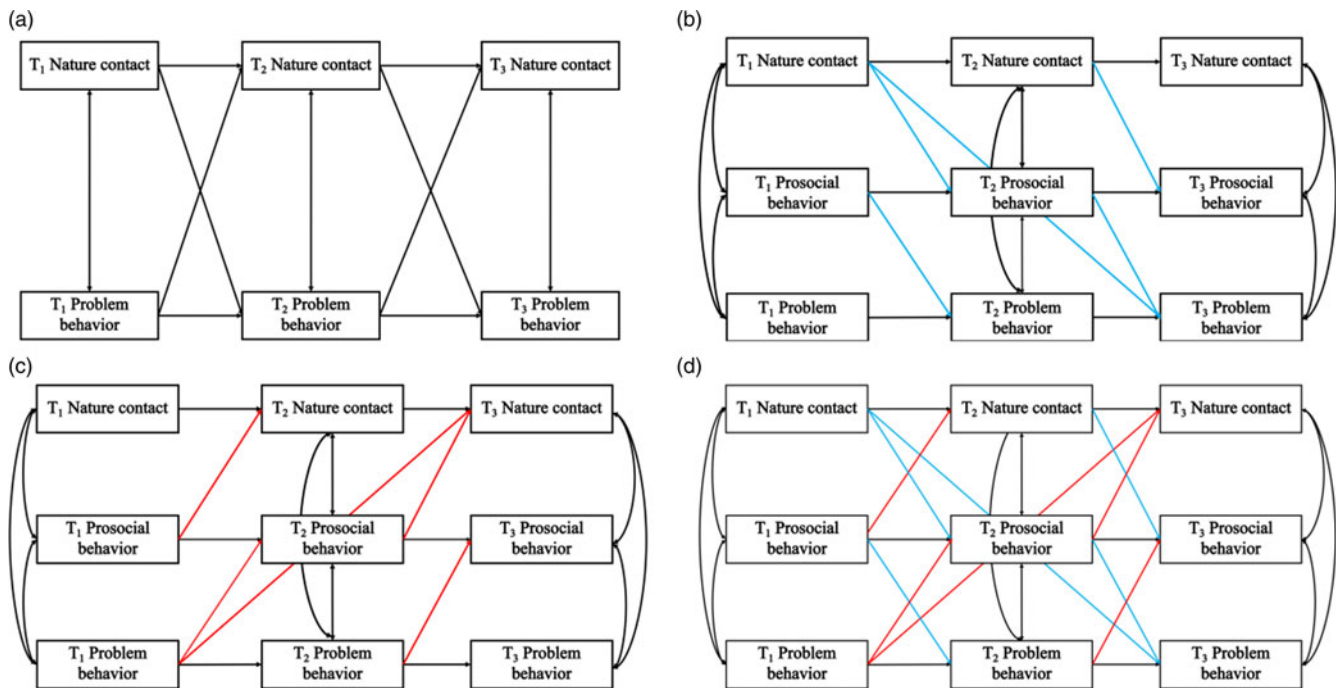 (a)
T₁ Nature contact
T₂ Nature contact
T₃ Nature contact
T₁ Problem
behavior
T₂ Problem
behavior
T₃ Problem
behavior
(b)
T₁ Nature contact
T₂ Nature contact
T₃ Nature contact
T₁ Prosocial
behavior
T₂ Prosocial
behavior
T₃ Prosocial
behavior
T₁ Problem
behavior
T₂ Problem
behavior
T₃ Problem
behavior
(c)
T₁ Nature contact
T₂ Nature contact
T₃ Nature contact
T₁ Prosocial
behavior
T₂ Prosocial
behavior
T₃ Prosocial
behavior
T₁ Problem
behavior
T₂ Problem
behavior
T₃ Problem
behavior
(d)
T₁ Nature contact
T₂ Nature contact
T₃ Nature contact
T₁ Prosocial
behavior
T₂ Prosocial
behavior
T₃ Prosocial
behavior
T₁ Problem
behavior
T₂ Problem
behavior
T₃ Problem
behavior